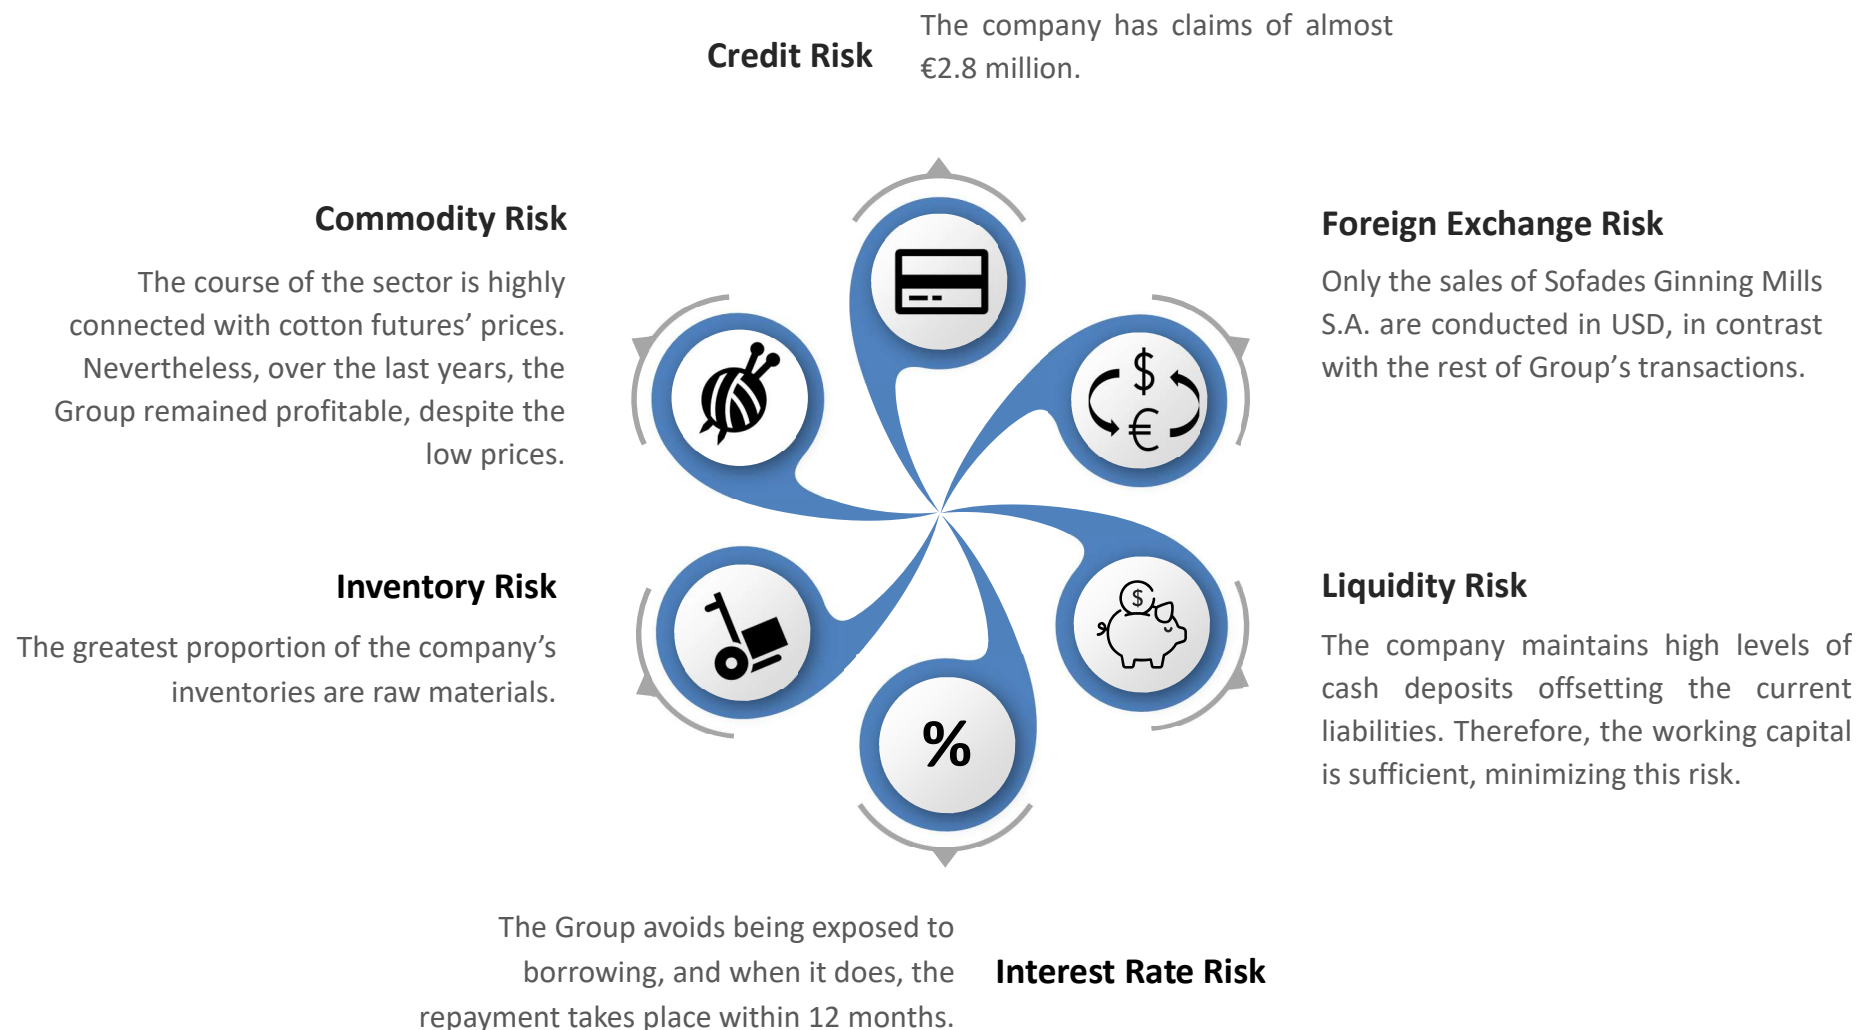 Credit Risk
The company has claims of almost
€2.8 million.
Commodity Risk
The course of the sector is highly
connected with cotton futures’ prices.
Nevertheless, over the last years, the
Group remained profitable, despite the
low prices.
Foreign Exchange Risk
Only the sales of Sofades Ginning Mills
S.A. are conducted in USD, in contrast
with the rest of Group’s transactions.
$
€
Inventory Risk
The greatest proportion of the company’s
inventories are raw materials.
$
Liquidity Risk
The company maintains high levels of
cash deposits offsetting the current
liabilities. Therefore, the working capital
is sufficient, minimizing this risk.
%
The Group avoids being exposed to
borrowing, and when it does, the
repayment takes place within 12 months.
Interest Rate Risk